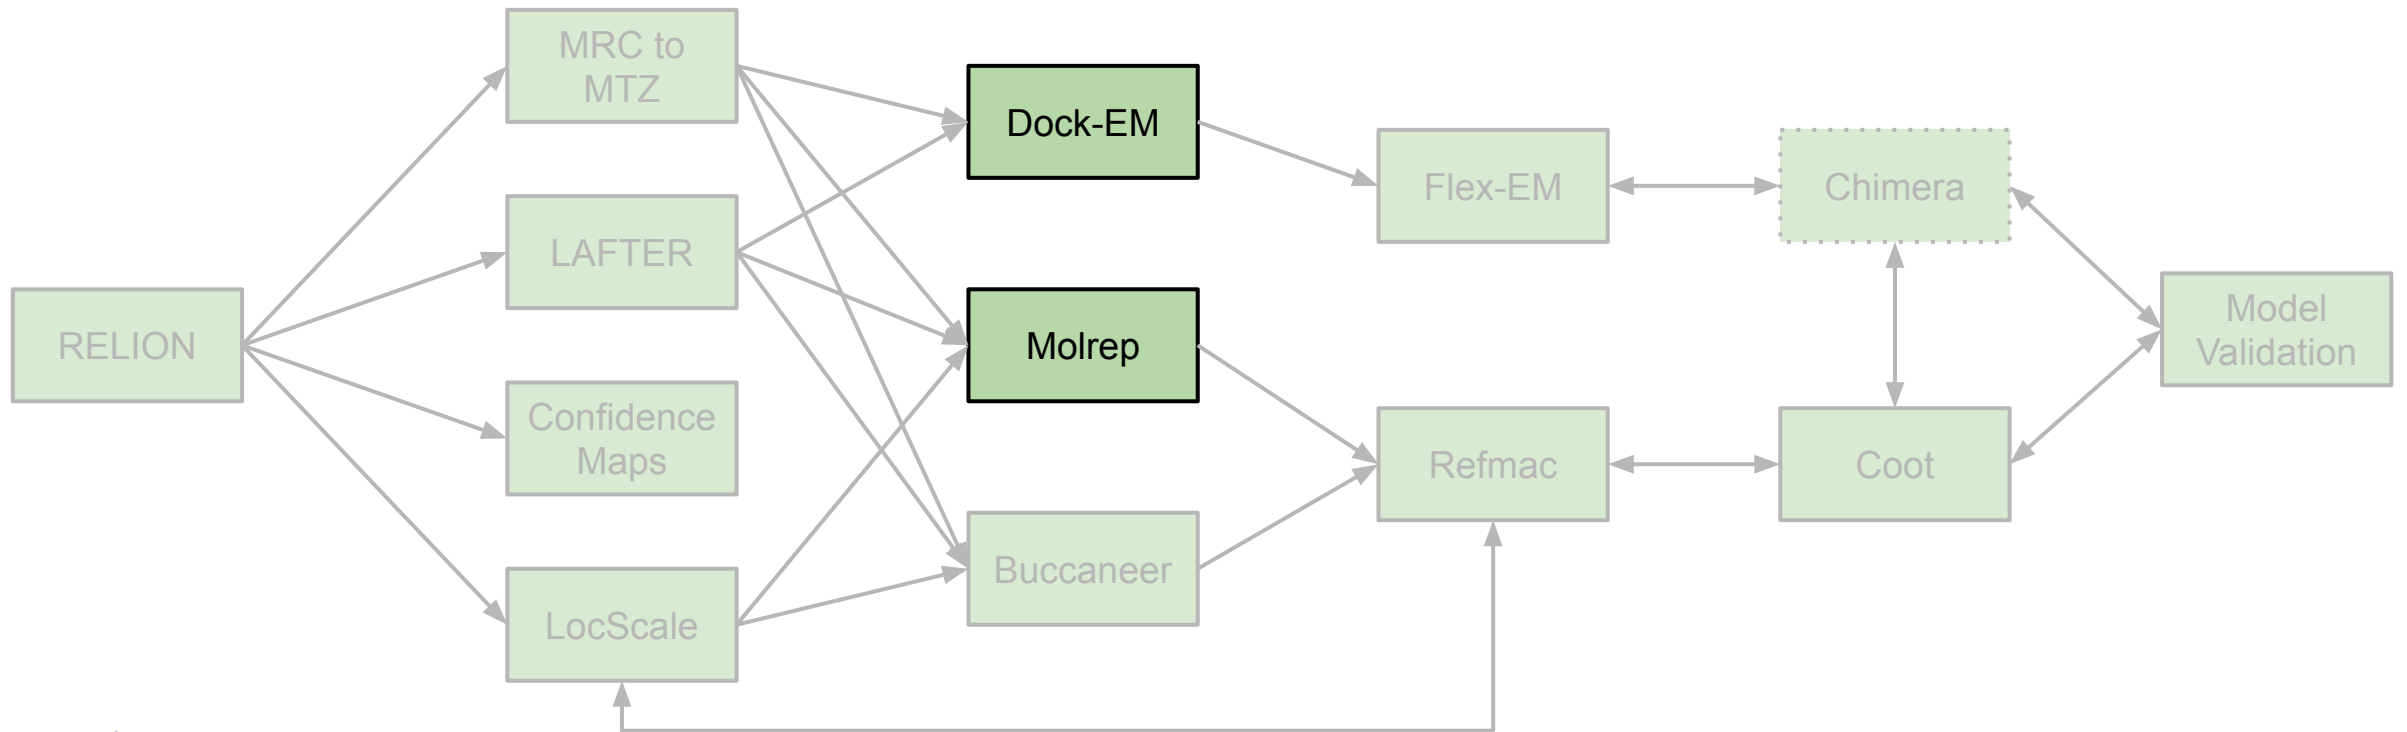 RELION
MRC to
MTZ
LAFTER
Confidence
Maps
LocScale
Dock-EM
Molrep
Buccaneer
Flex-EM
Refmac
Chimera
Coot
Model
Validation